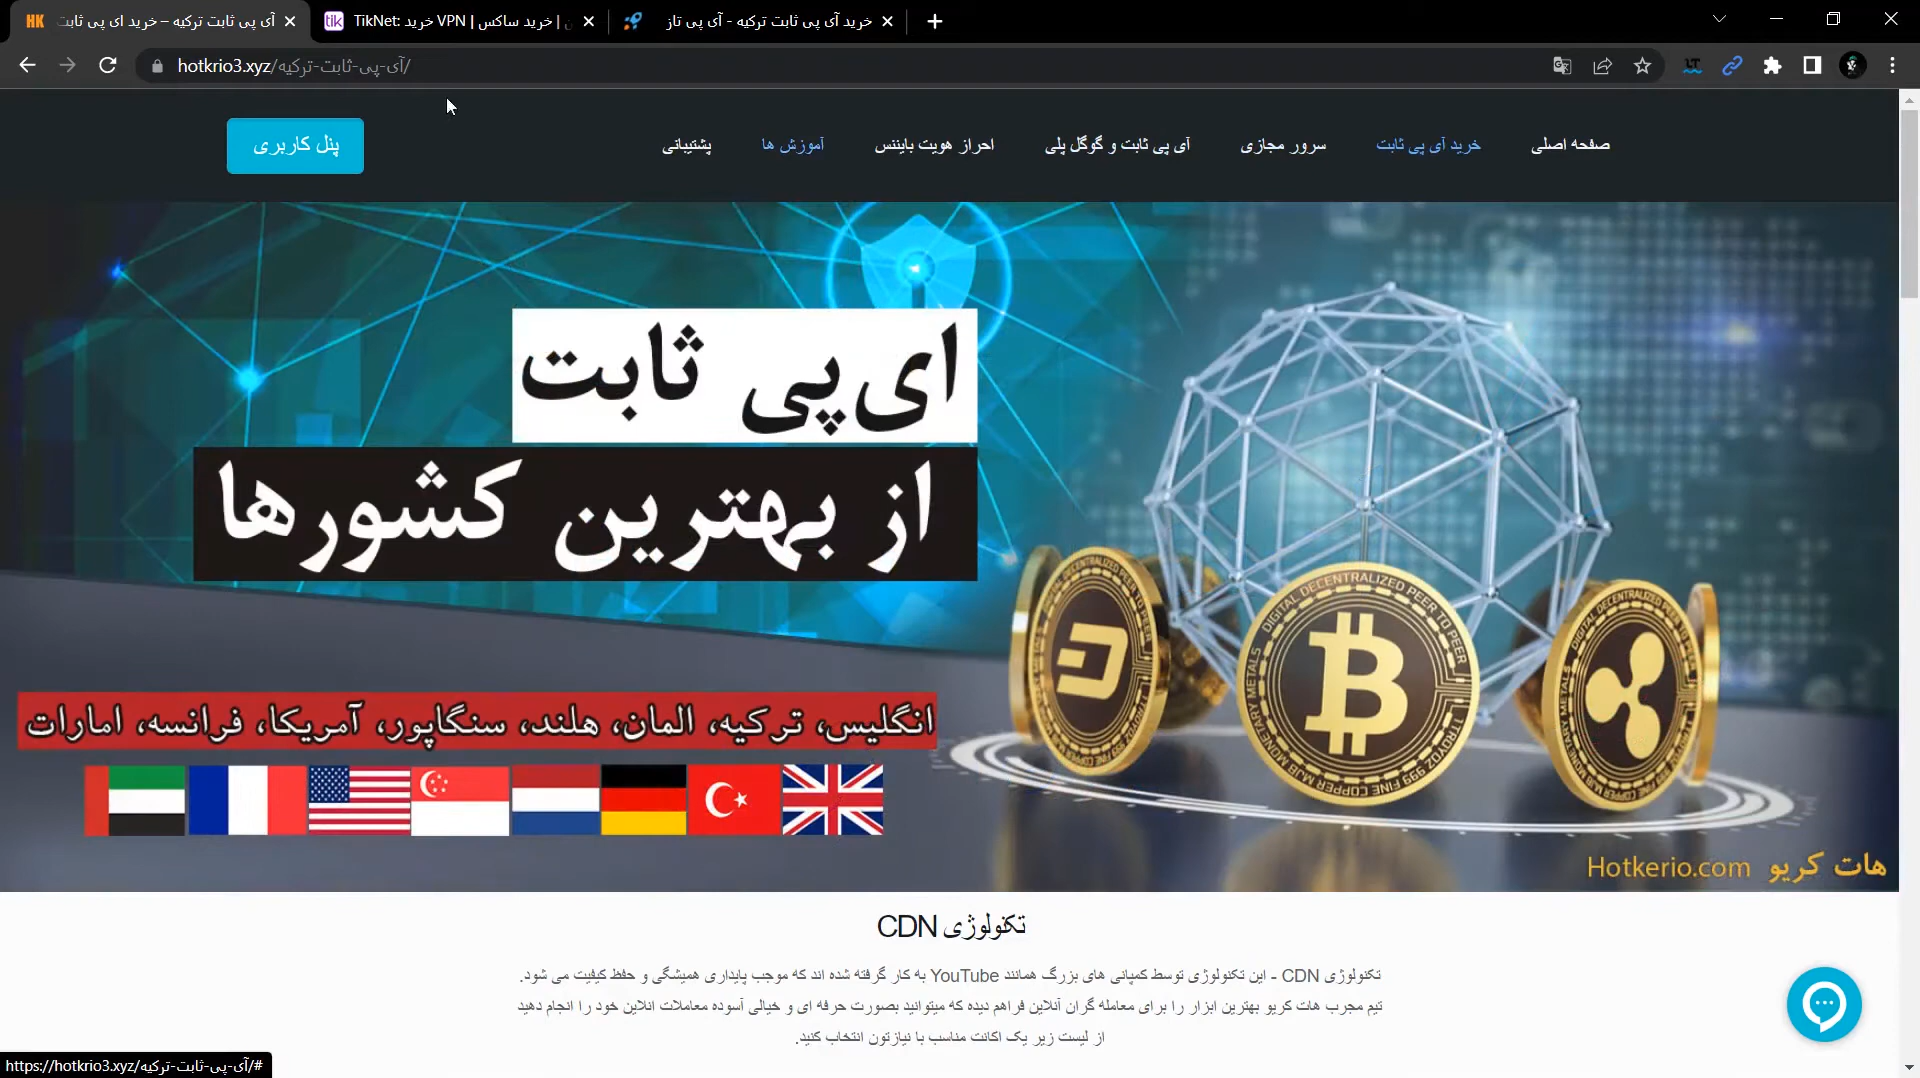 آی پی ثابت ترکیه – خرید ای پی ثابت
TikNet: خرید VPN | خرید ساکس |
خرید آی پی ثابت ترکیه - آی پی تاز
hotkrio3.xyz/آی-پی-ثابت-ترکیه/
صفحه اصلی
خرید آی پی ثابت
سرور مجازی
آی پی ثابت و گوگل پلی
احراز هویت بایننس
آموزش ها
پشتیبانی
پنل کاربری
ای‌پی ثابت
از بهترین کشورها
انگلیس، ترکیه، المان، هلند، سنگاپور، آمریکا، فرانسه، امارات
DIGITAL DECENTRALIZED PEER TO PEER
هات کریو Hotkerio.com
تکنولوژی CDN
تکنولوژی CDN - این تکنولوژی توسط کمپانی های بزرگ همانند YouTube به کار گرفته شده اند که موجب پایداری همیشگی و حفظ کیفیت می شود.
تیم مجرب هات کریو بهترین ابزار را برای معامله گران آنلاین فراهم دیده که میتوانید بصورت حرفه ای و خیالی آسوده معاملات انلاین خود را انجام دهید
از لیست زیر یک اکانت مناسب با نیازتون انتخاب کنید.
https://hotkrio3.xyz/آی-پی-ثابت-ترکیه/#